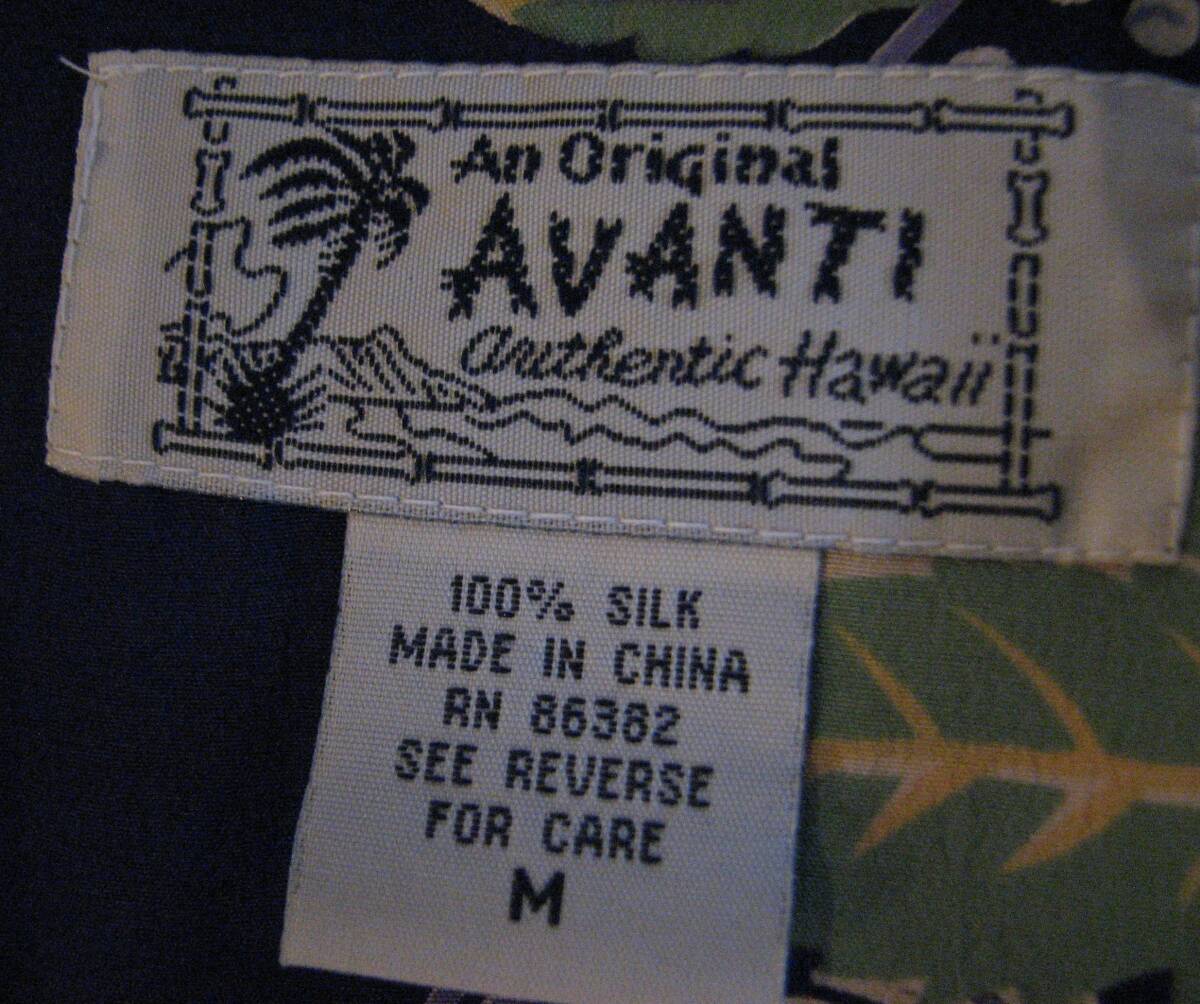 An Original
AVANTI
Authentic Hawaii
100% SILK
MADE IN CHINA
RN 86382
SEE REVERSE
FOR CARE
M